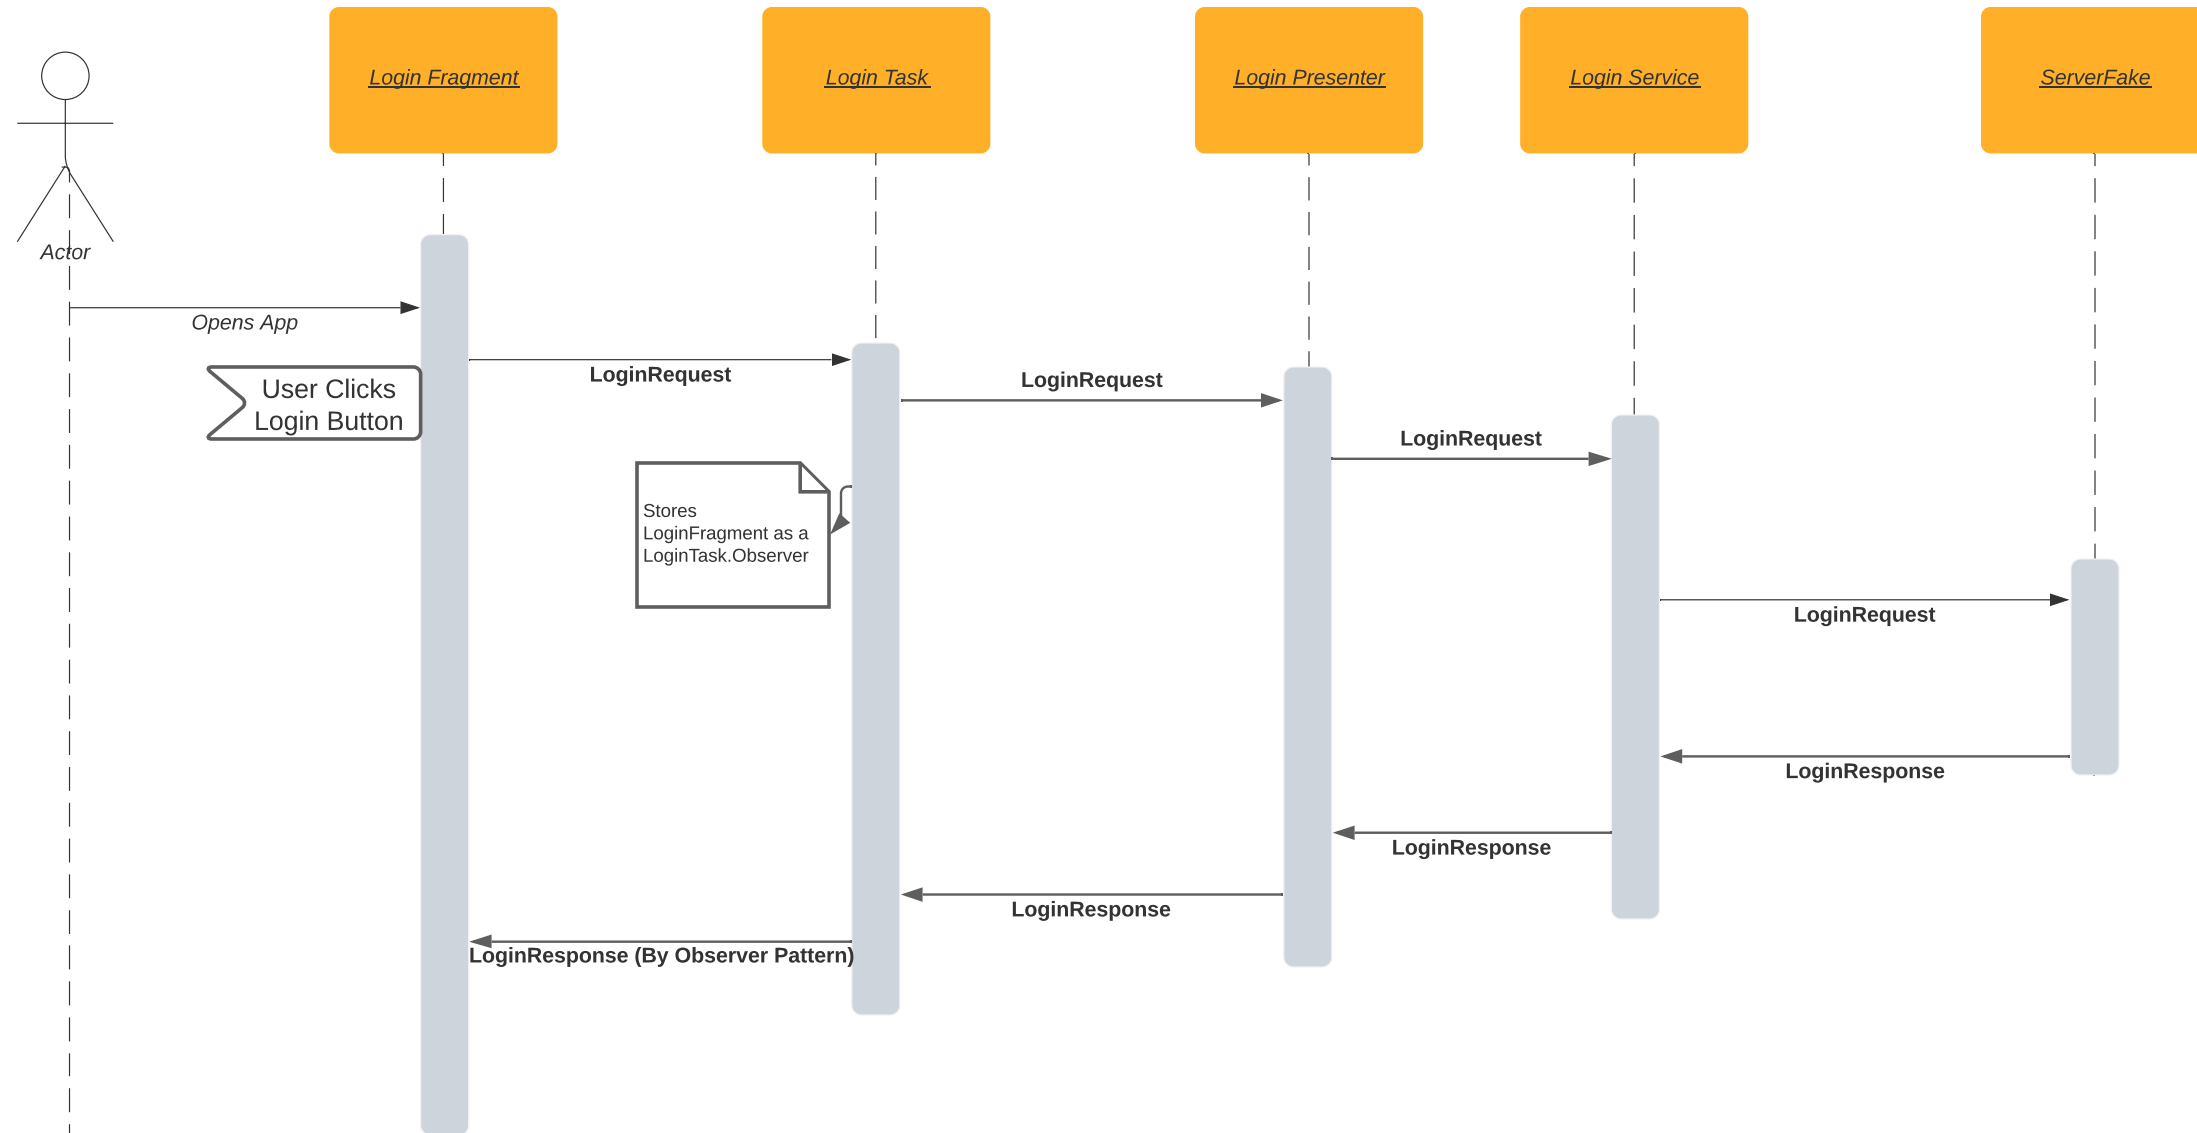 Login Fragment
Login Task
Login Presenter
Login Service
ServerFake
Actor
Opens App
LoginRequest
User Clicks
Login Button
LoginRequest
LoginRequest
Stores
LoginFragment as a
LoginTask.Observer
LoginRequest
LoginResponse
LoginResponse
LoginResponse
LoginResponse (By Observer Pattern)